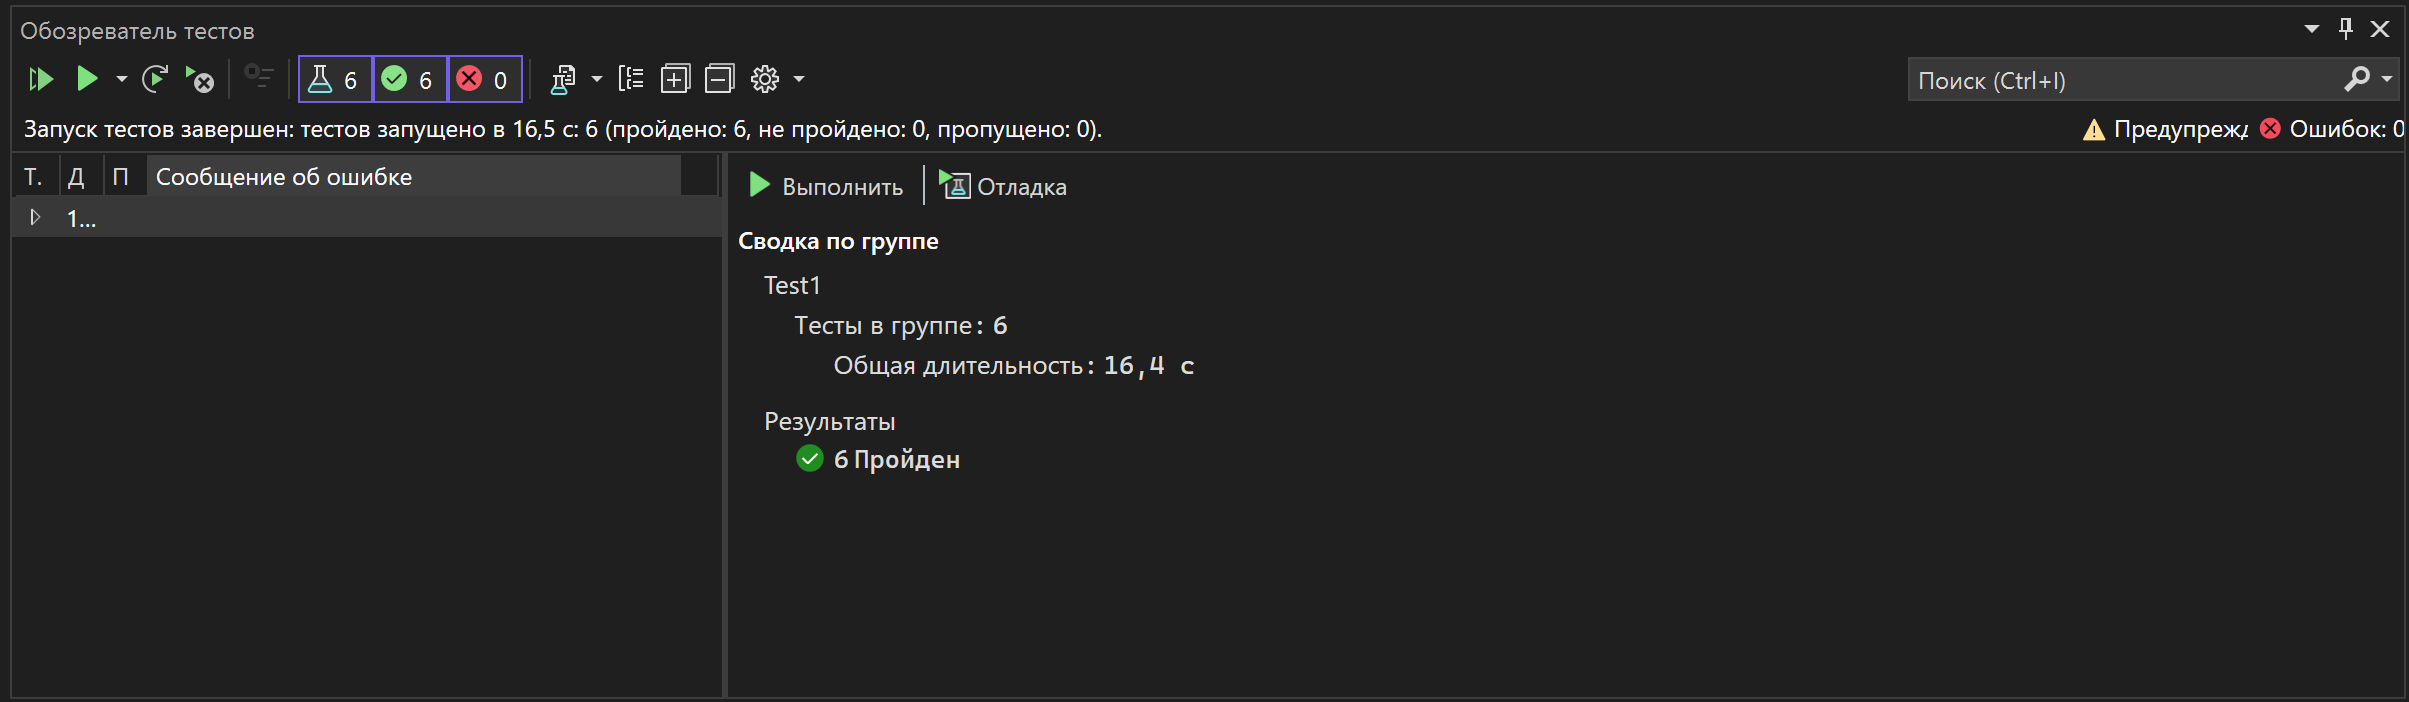 Обозреватель тестов
6 6 0
Поиск (Ctrl+I)
Запуск тестов завершен: тестов запущено в 16,5 с: 6 (пройдено: 6, не пройдено: 0, пропущено: 0).
Предупрежд Ошибок: 0
Т. Д П Сообщение об ошибке
1...
Выполнить Отладка
Сводка по группе
Test1
Тесты в группе: 6
Общая длительность: 16,4 с
Результаты
6 Пройден